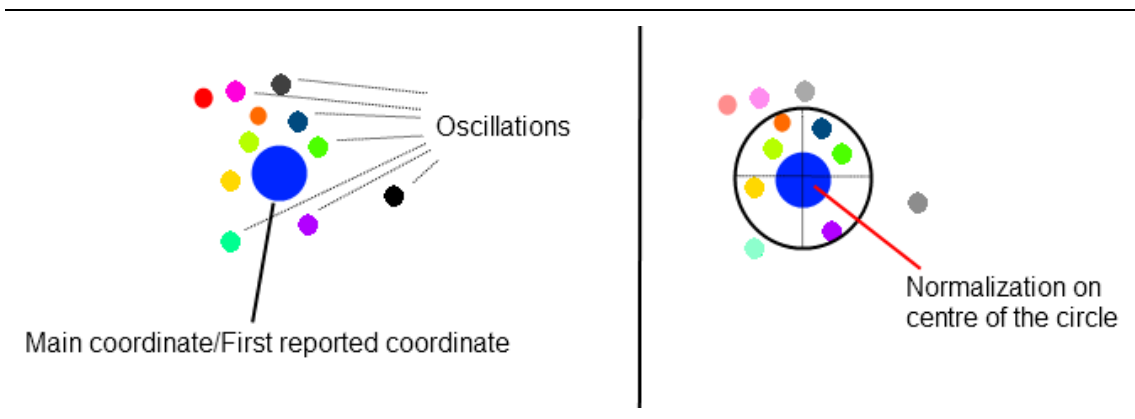 Oscillations
Main coordinate/First reported coordinate
Normalization on
centre of the circle